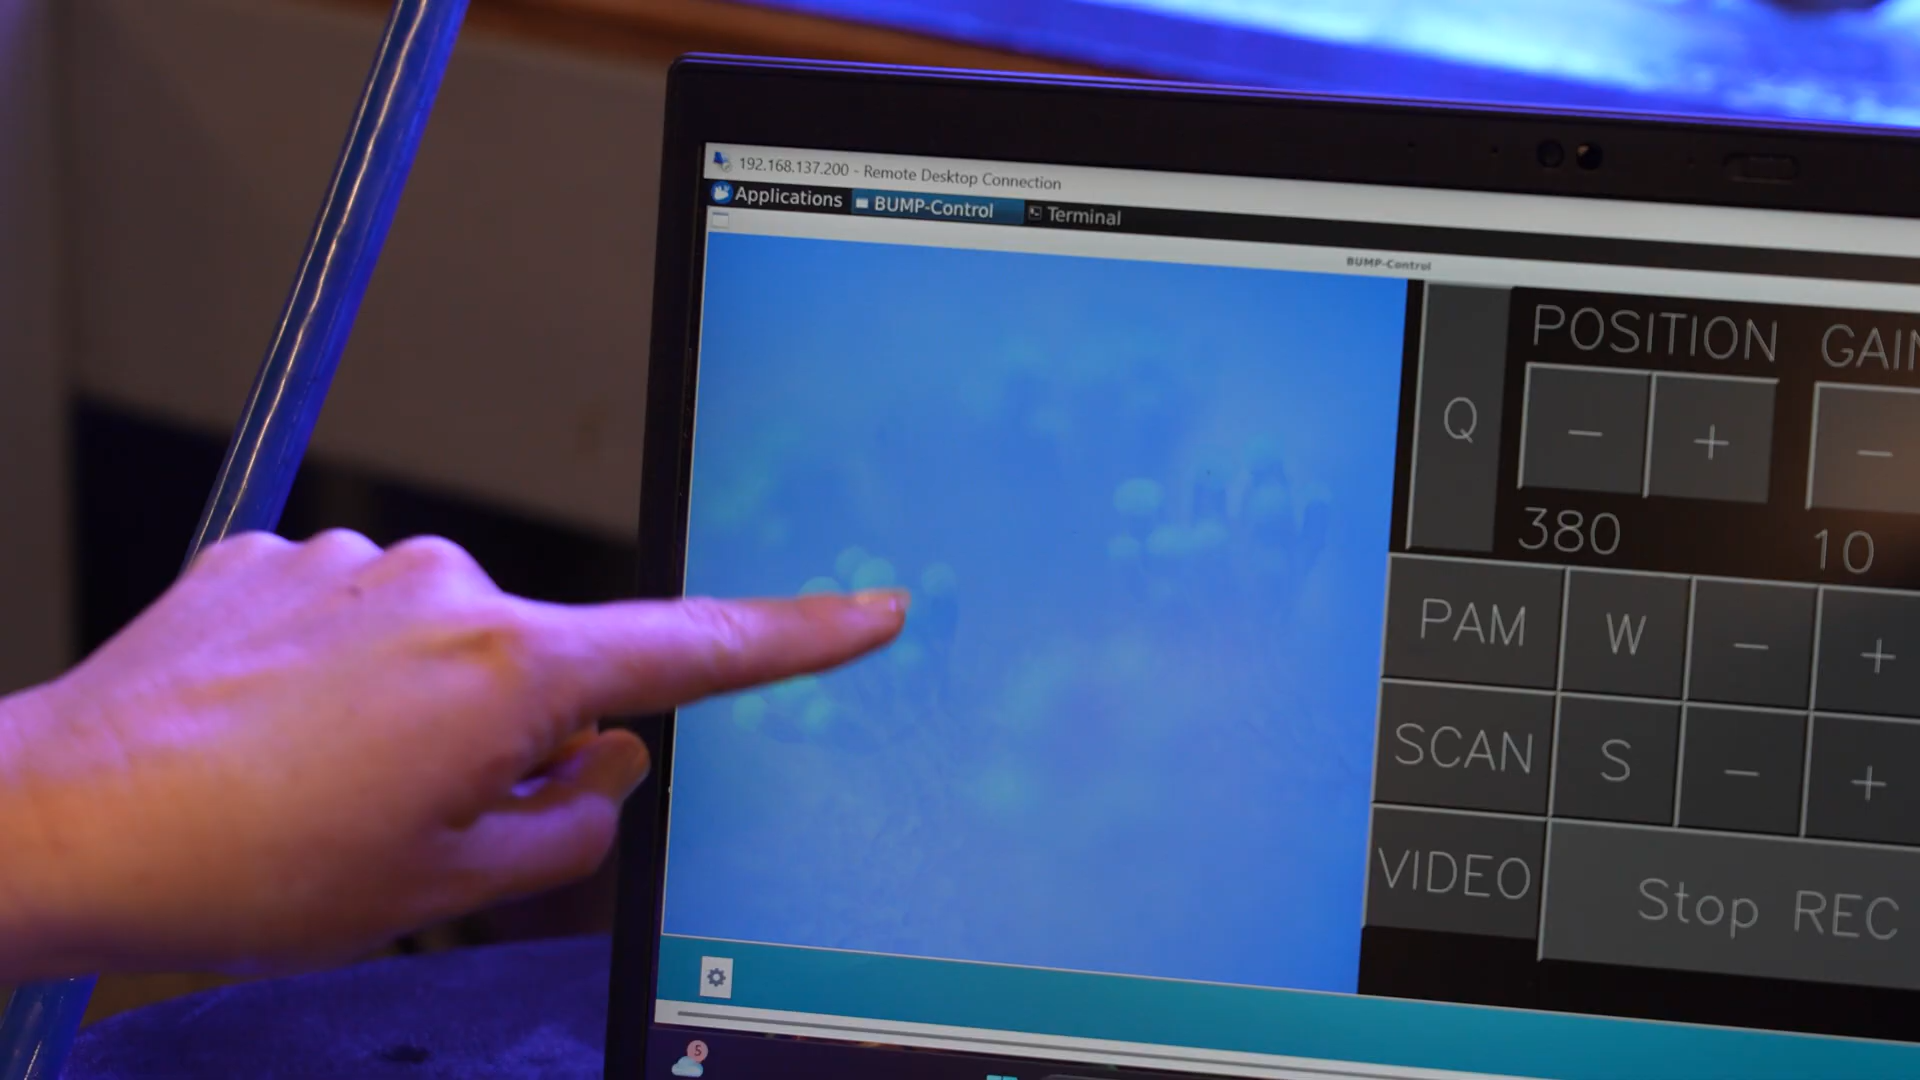 192.168.137.200 - Remote Desktop Connection
Applications BUMP-Control Terminal
BUMP-Control
POSITION GAIN
Q - + -
380 10
PAM W - +
SCAN S - +
VIDEO Stop REC
5